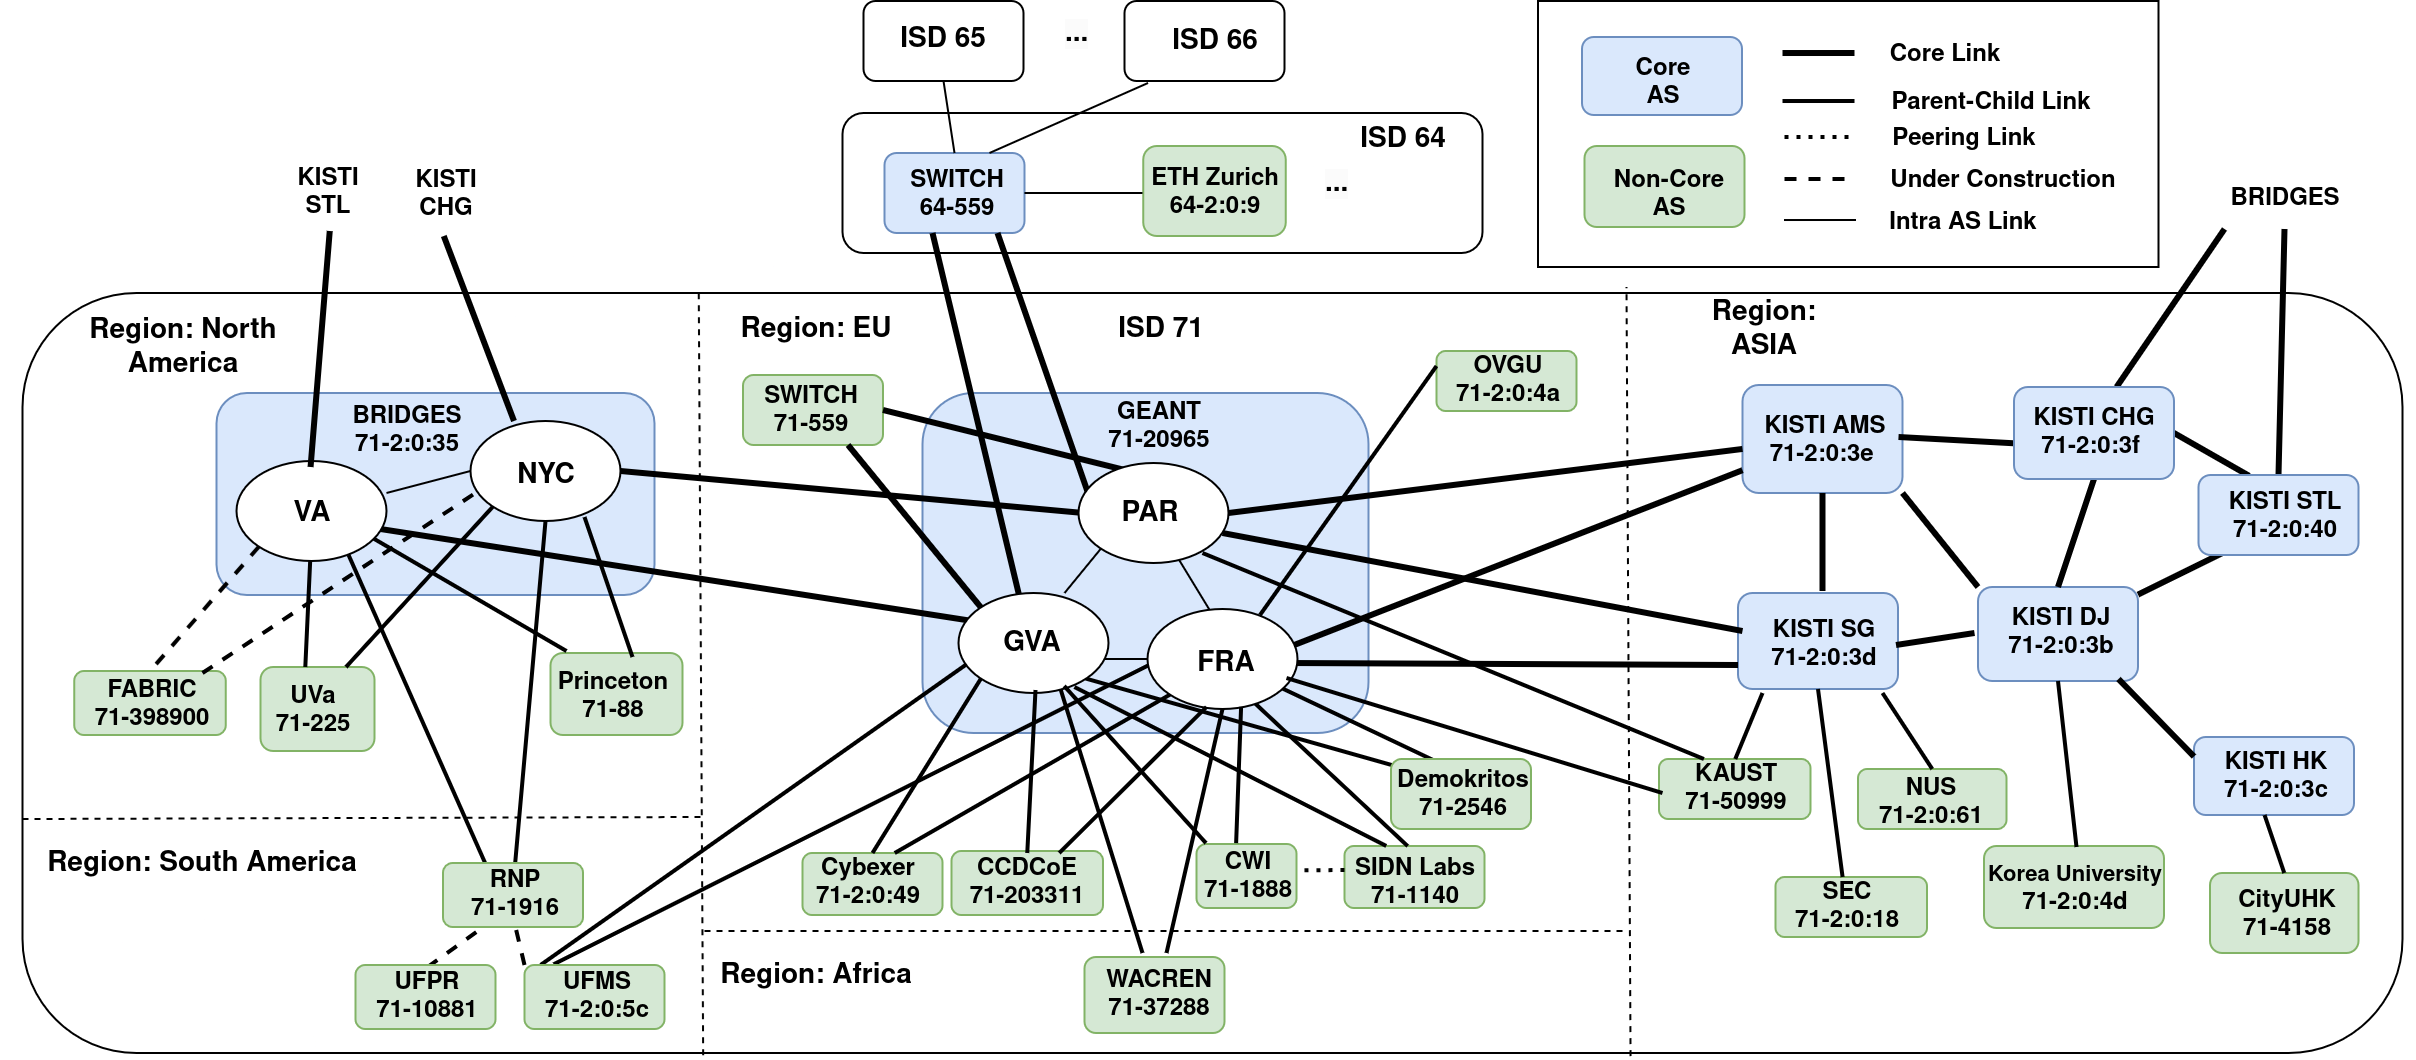 ISD 65
...
ISD 66
Core
AS
Non-Core
AS
Core Link
Parent-Child Link
Peering Link
Under Construction
Intra AS Link
ISD 64
SWITCH
64-559
ETH Zurich
64-2:0:9
...
KISTI
STL
KISTI
CHG
BRIDGES
Region: North
America
Region: EU
ISD 71
Region:
ASIA
BRIDGES
71-2:0:35
VA
NYC
SWITCH
71-559
GEANT
71-20965
PAR
GVA
FRA
OVGU
71-2:0:4a
KISTI AMS
71-2:0:3e
KISTI CHG
71-2:0:3f
KISTI STL
71-2:0:40
KISTI SG
71-2:0:3d
KISTI DJ
71-2:0:3b
KISTI HK
71-2:0:3c
FABRIC
71-398900
UVa
71-225
Princeton
71-88
Demokritos
71-2546
KAUST
71-50999
NUS
71-2:0:61
Region: South America
RNP
71-1916
Cybexer
71-2:0:49
CCDCoE
71-203311
CWI
71-1888
SIDN Labs
71-1140
SEC
71-2:0:18
Korea University
71-2:0:4d
CityUHK
71-4158
UFPR
71-10881
UFMS
71-2:0:5c
Region: Africa
WACREN
71-37288